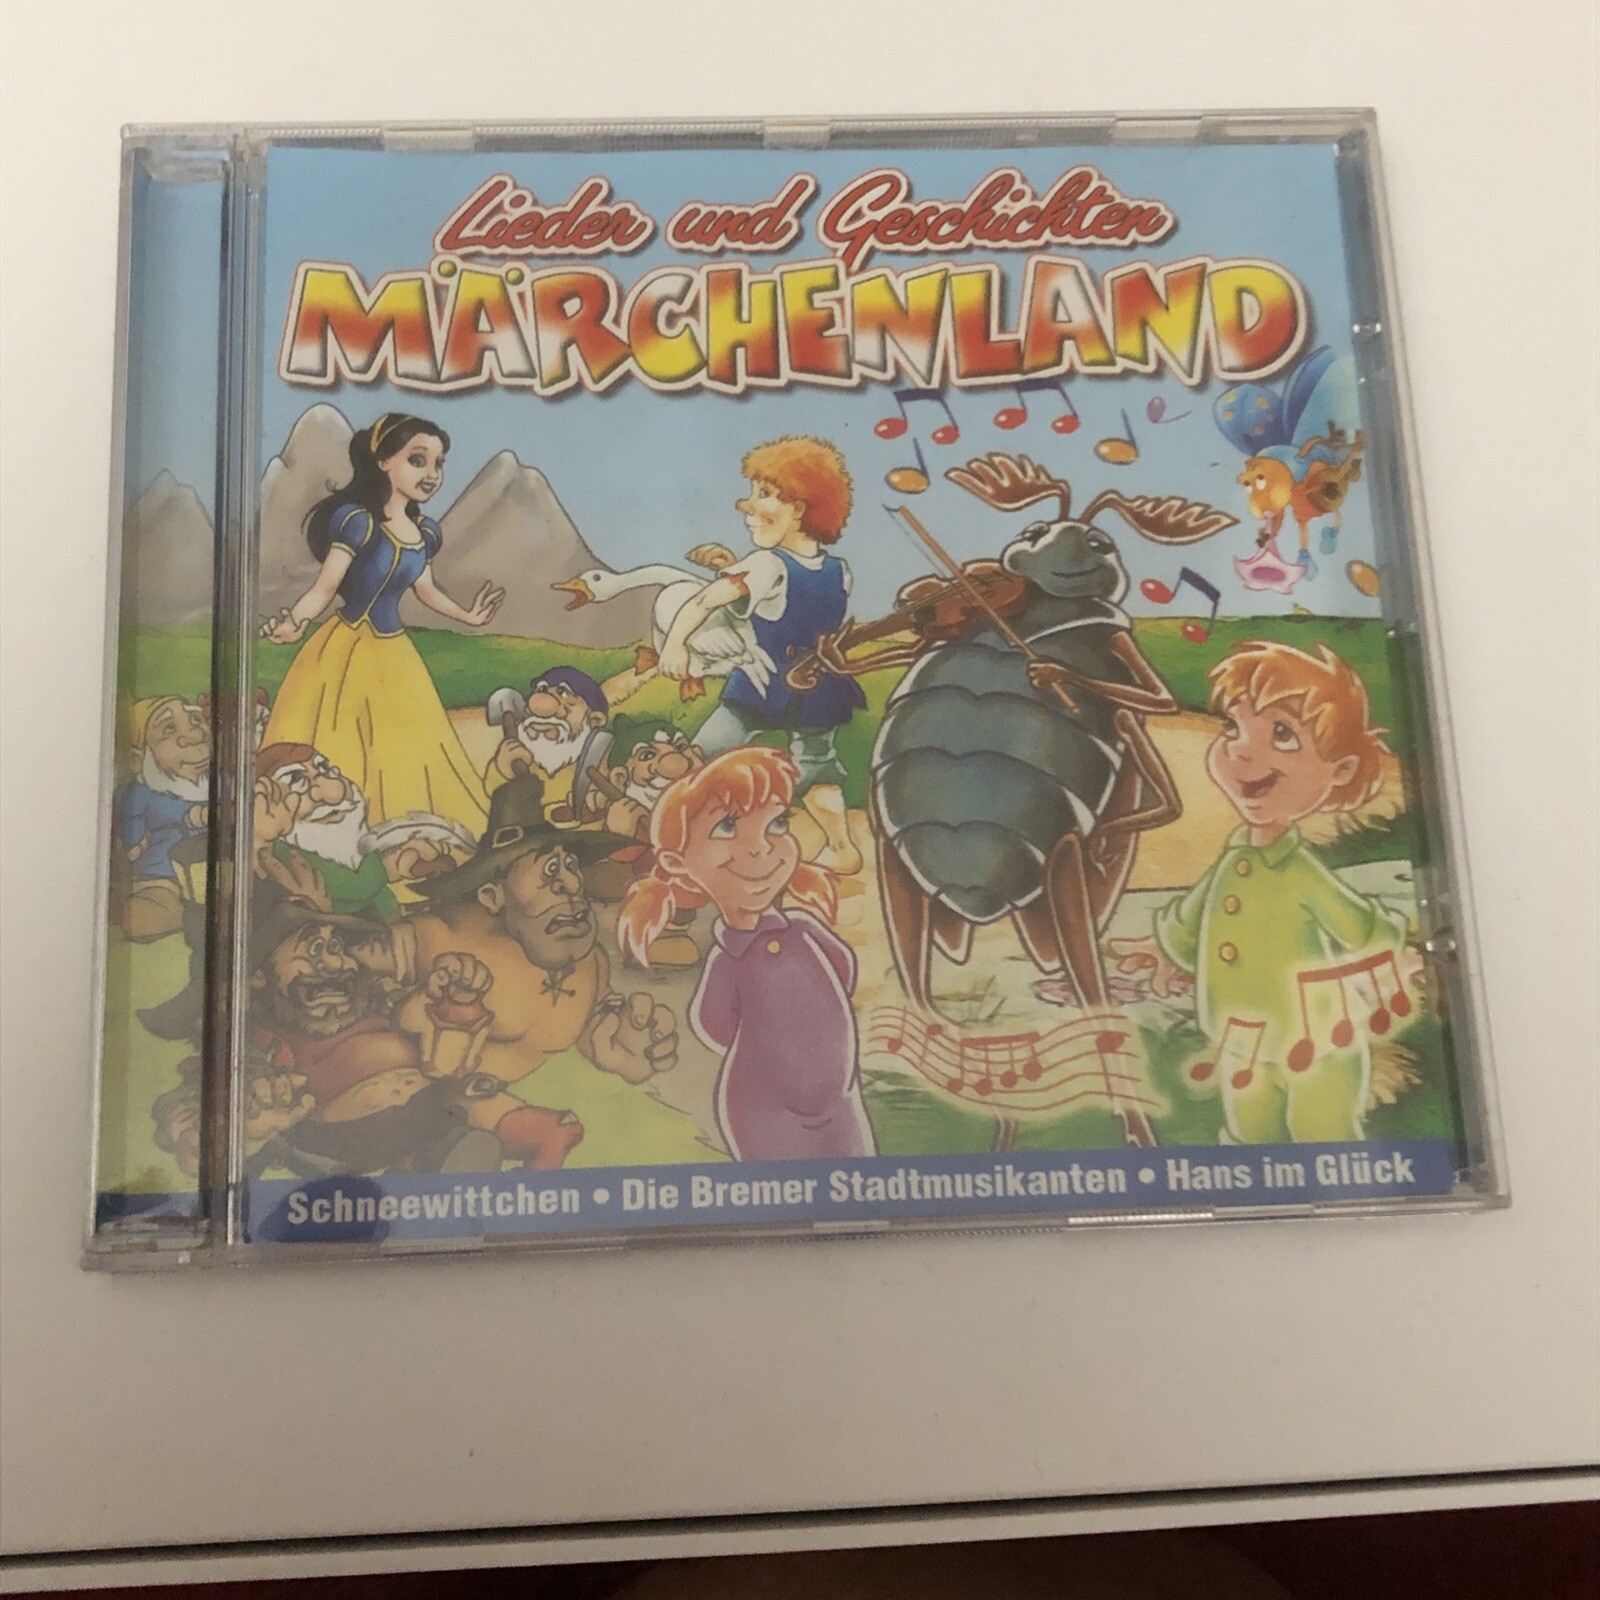 Lieder und Geschichten
MÄRCHENLAND
Schneewittchen • Die Bremer Stadtmusikanten • Hans im Glück